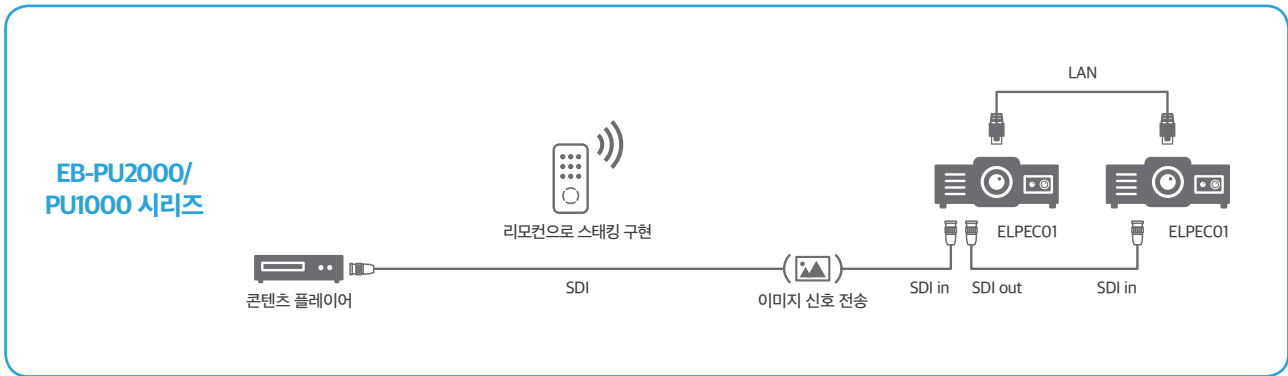 LAN
EB-PU2000/
PU1000 시리즈
리모컨으로 스태킹 구현
ELPEC01
ELPEC01
콘텐츠 플레이어
SDI
이미지 신호 전송
SDI in
SDI out
SDI in